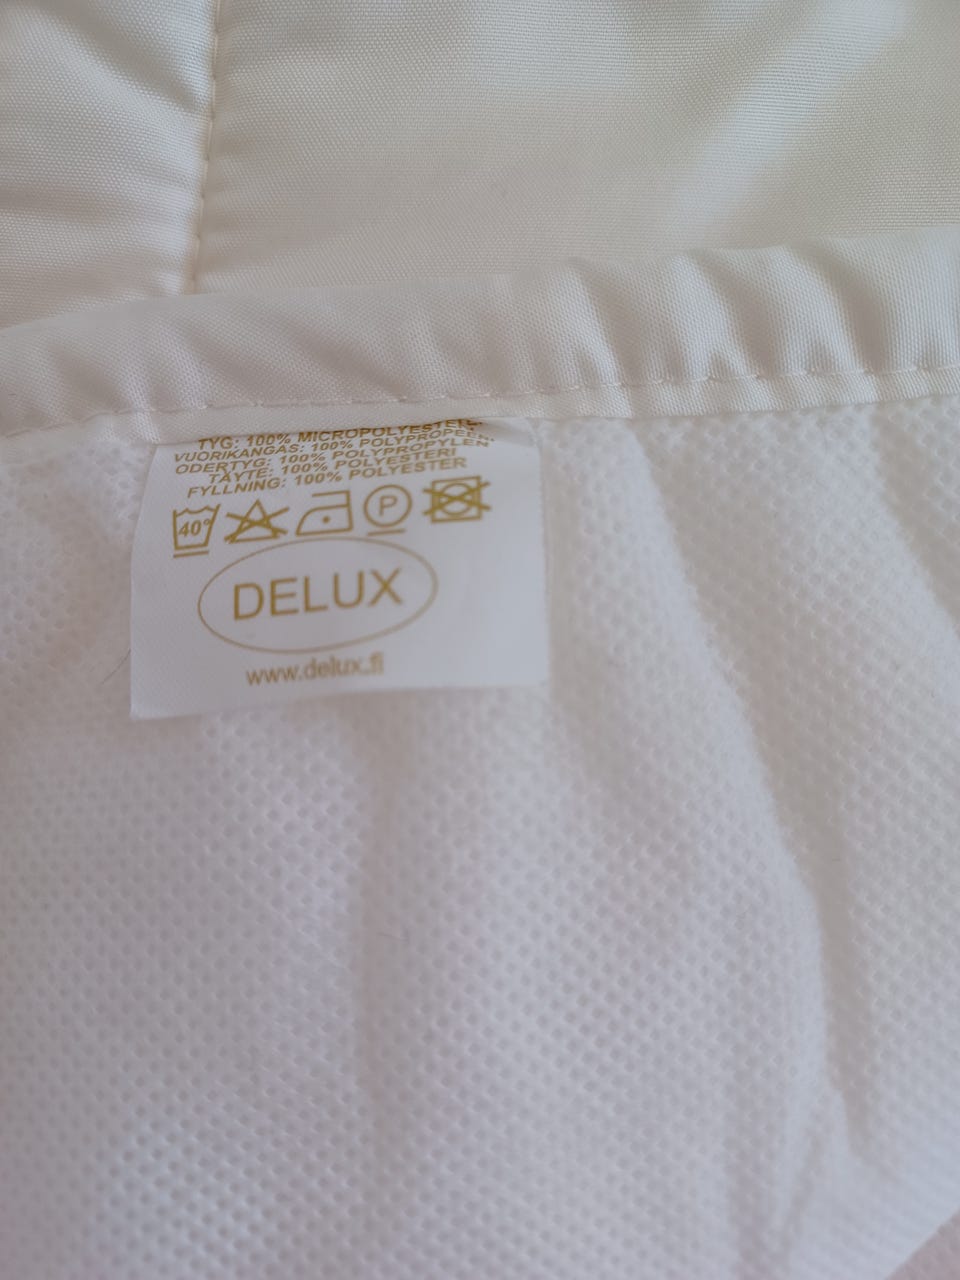 TYG: 100% MICROPOLYESTER
VUORIKANGAS: 100% POLYPROPEEN
ODERTYG: 100% POLYPROPYLEN
TÄYTE: 100% POLYESTERI
FYLLNING: 100% POLYESTER
40° P
DELUX
www.delux.fi